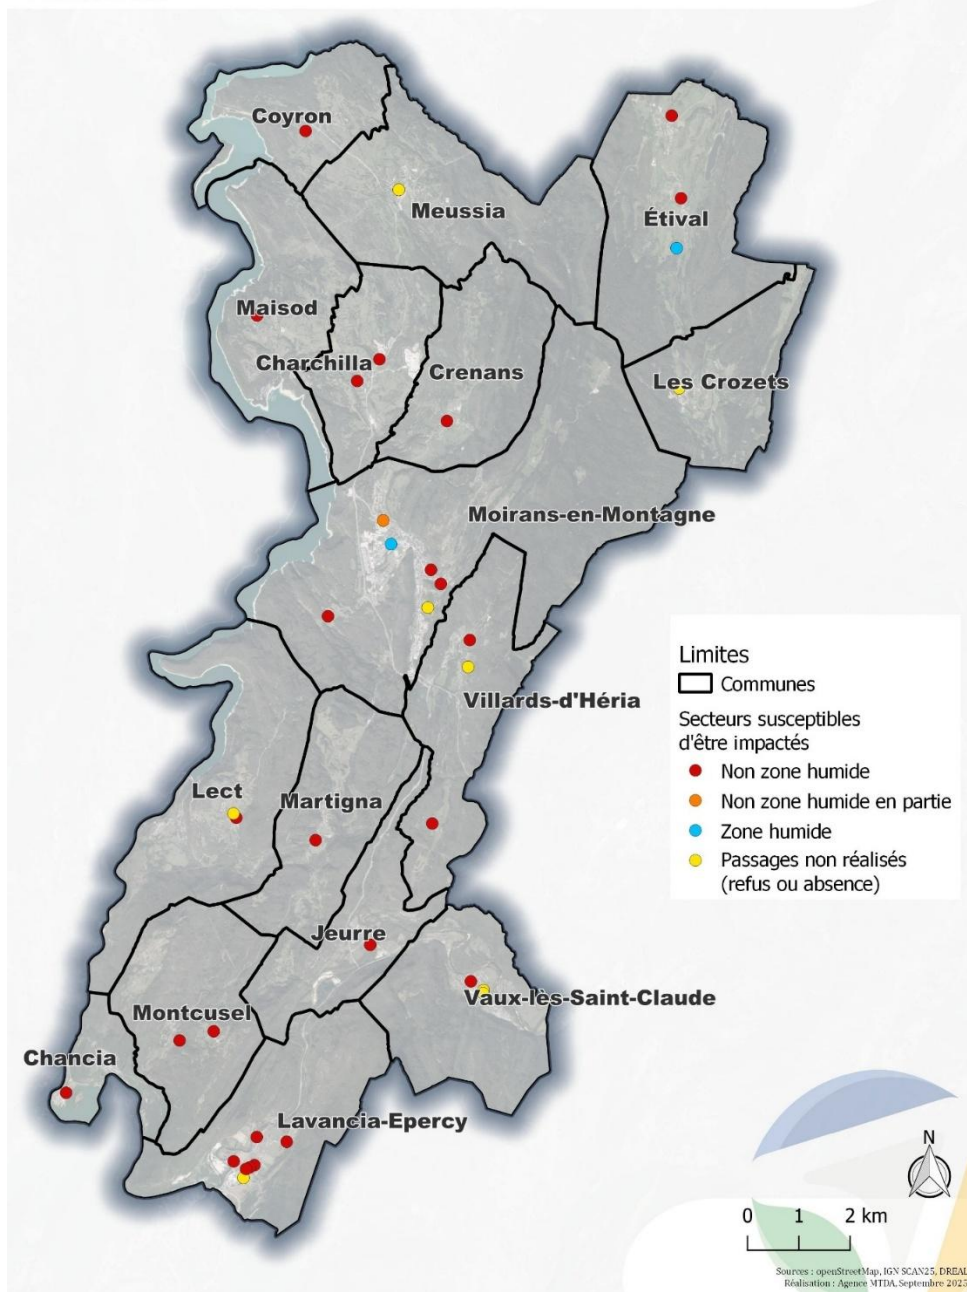 Coyron
Meussia
Étival
Maisod
Charchilla
Crenans
Les Crozets
Moirans-en-Montagne
Villards-d'Héria
Lect
Martigna
Jeurre
Vaux-lès-Saint-Claude
Montcusel
Chancia
Lavancia-Epercy
Limites
Communes
Secteurs susceptibles
d'être impactés
Non zone humide
Non zone humide en partie
Zone humide
Passages non réalisés
(refus ou absence)
N
0 1 2 km
Sources : openStreetMap, IGN SCAN25, DREAL
Réalisation : Agence MTDA, Septembre 2023